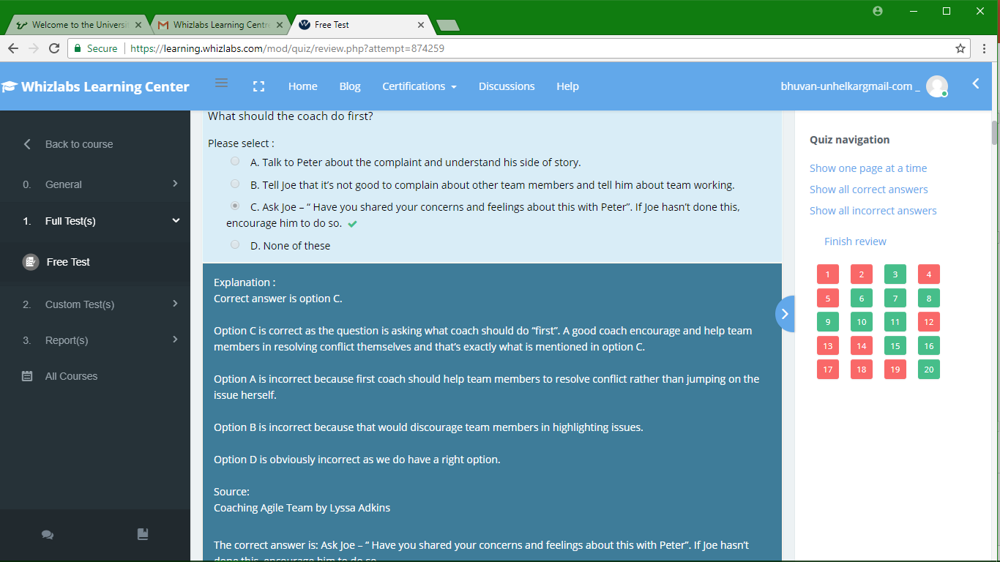 Welcome to the Universi
Whizlabs Learning Centre
Free Test
Secure
https://learning.whizlabs.com/mod/quiz/review.php?attempt=874259
Whizlabs Learning Center
Home
Blog
Certifications
Discussions
Help
bhuvan-unhelkargmail-com _
Back to course
0. General
1. Full Test(s)
Free Test
2. Custom Test(s)
3. Report(s)
All Courses
What should the coach do first?
Please select :
A. Talk to Peter about the complaint and understand his side of story.
B. Tell Joe that it’s not good to complain about other team members and tell him about team working.
C. Ask Joe – “ Have you shared your concerns and feelings about this with Peter”. If Joe hasn’t done this,
encourage him to do so.
D. None of these
Explanation :
Correct answer is option C.
Option C is correct as the question is asking what coach should do “first”. A good coach encourage and help team
members in resolving conflict themselves and that’s exactly what is mentioned in option C.
Option A is incorrect because first coach should help team members to resolve conflict rather than jumping on the
issue herself.
Option B is incorrect because that would discourage team members in highlighting issues.
Option D is obviously incorrect as we do have a right option.
Source:
Coaching Agile Team by Lyssa Adkins
The correct answer is: Ask Joe – “ Have you shared your concerns and feelings about this with Peter”. If Joe hasn’t
done this, encourage him to do so.
Quiz navigation
Show one page at a time
Show all correct answers
Show all incorrect answers
Finish review
1 2 3 4
5 6 7 8
9 10 11 12
13 14 15 16
17 18 19 20